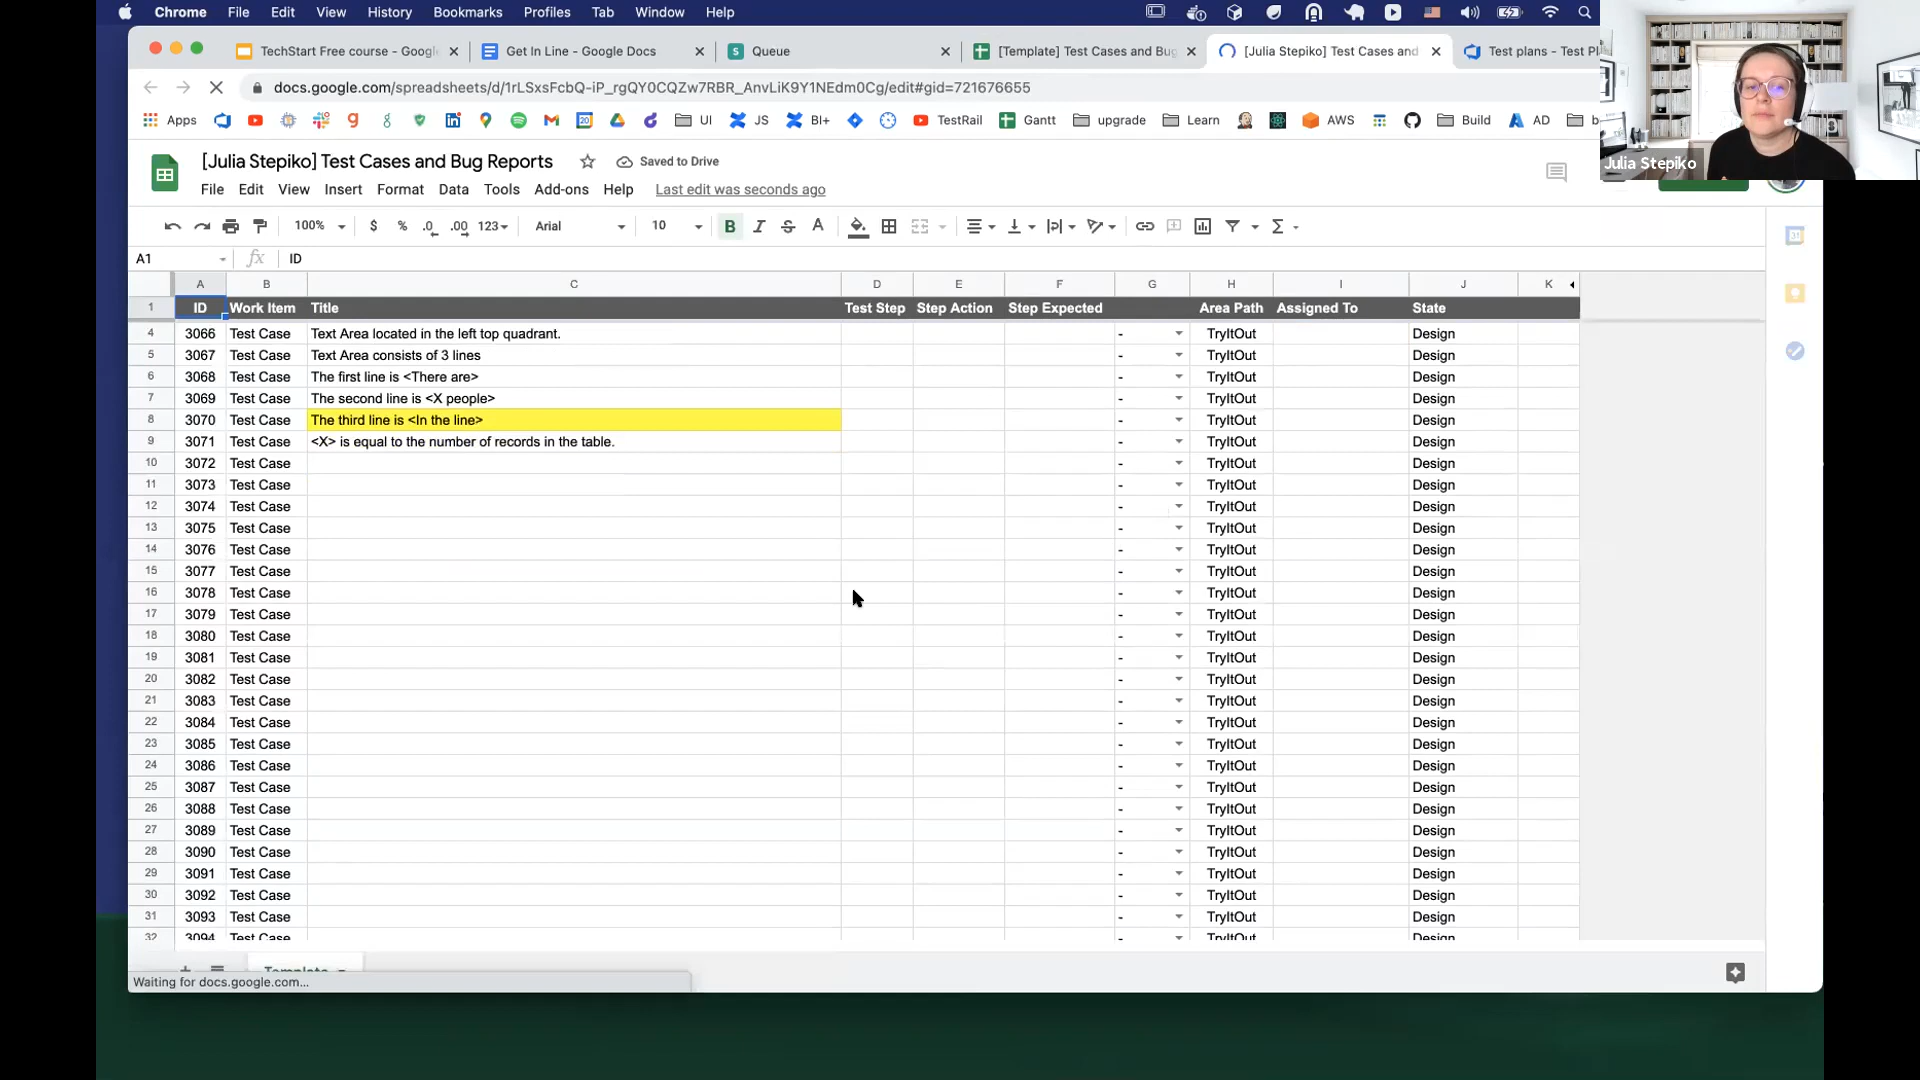 Chrome File Edit View History Bookmarks Profiles Tab Window Help
TechStart Free course - Google
Get In Line - Google Docs
Queue
[Template] Test Cases and Bug
[Julia Stepiko] Test Cases and
Test plans - Test Pl
docs.google.com/spreadsheets/d/1rLSxsFcbQ-iP_rgQY0CQZw7RBR_AnvLiK9Y1NEdm0Cg/edit#gid=721676655
Apps UI JS BI+ TestRail Gantt upgrade Learn AWS Build AD
Julia Stepiko
[Julia Stepiko] Test Cases and Bug Reports
Saved to Drive
File Edit View Insert Format Data Tools Add-ons Help Last edit was seconds ago
100% $ % .0 .00 123 Arial 10 B I S A
A1 fx ID
A B C D E F G H I J K
1 ID Work Item Title Test Step Step Action Step Expected Area Path Assigned To State
4 3066 Test Case Text Area located in the left top quadrant. - TryItOut Design
5 3067 Test Case Text Area consists of 3 lines - TryItOut Design
6 3068 Test Case The first line is <There are> - TryItOut Design
7 3069 Test Case The second line is <X people> - TryItOut Design
8 3070 Test Case The third line is <In the line> - TryItOut Design
9 3071 Test Case <X> is equal to the number of records in the table. - TryItOut Design
10 3072 Test Case - TryItOut Design
11 3073 Test Case - TryItOut Design
12 3074 Test Case - TryItOut Design
13 3075 Test Case - TryItOut Design
14 3076 Test Case - TryItOut Design
15 3077 Test Case - TryItOut Design
16 3078 Test Case - TryItOut Design
17 3079 Test Case - TryItOut Design
18 3080 Test Case - TryItOut Design
19 3081 Test Case - TryItOut Design
20 3082 Test Case - TryItOut Design
21 3083 Test Case - TryItOut Design
22 3084 Test Case - TryItOut Design
23 3085 Test Case - TryItOut Design
24 3086 Test Case - TryItOut Design
25 3087 Test Case - TryItOut Design
26 3088 Test Case - TryItOut Design
27 3089 Test Case - TryItOut Design
28 3090 Test Case - TryItOut Design
29 3091 Test Case - TryItOut Design
30 3092 Test Case - TryItOut Design
31 3093 Test Case - TryItOut Design
32 3094 Test Case - TryItOut Design
Template
Waiting for docs.google.com...